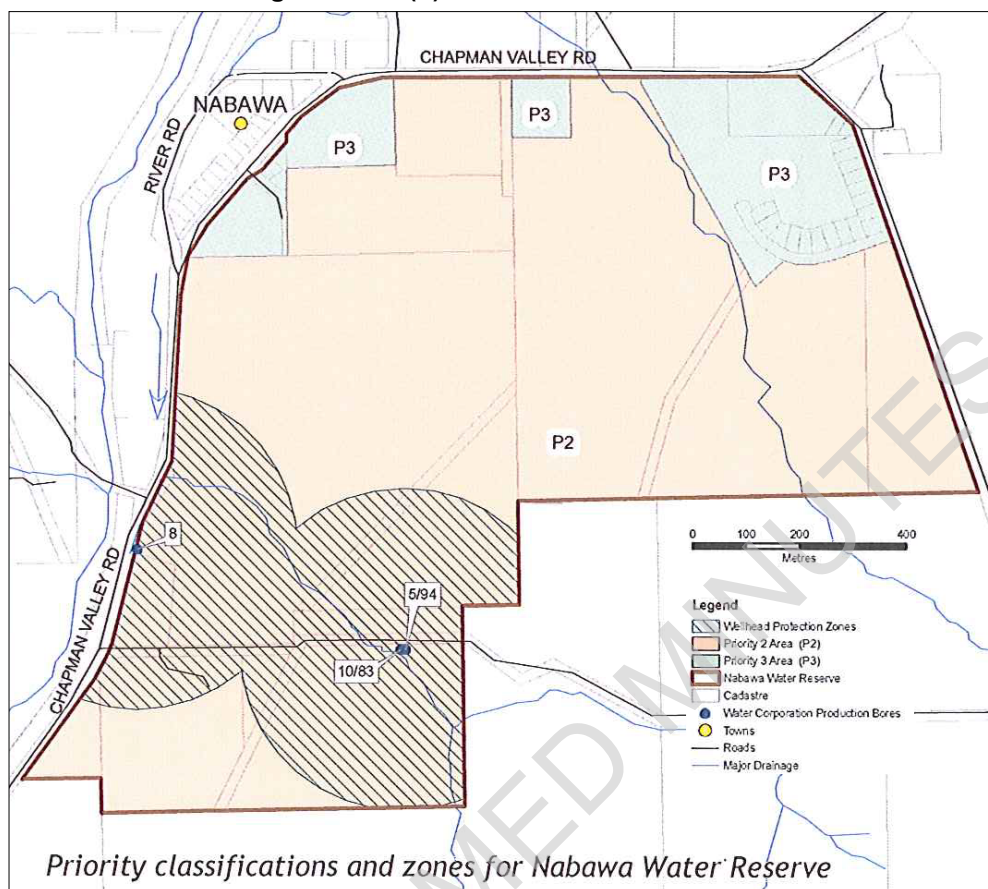 CHAPMAN VALLEY RD
NABAWA
RIVER RD
P3
P3
P3
P2
8
5/94
10/83
CHAPMAN VALLEY RD
0 100 200 400
Metres
Legend
Wellhead Protection Zones
Priority 2 Area (P2)
Priority 3 Area (P3)
Nabawa Water Reserve
Cadastre
Water Corporation Production Bores
Towns
Roads
Major Drainage
MED MINUTES
Priority classifications and zones for Nabawa Water Reserve